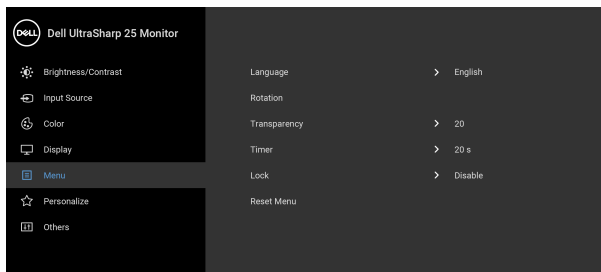 DELL Dell UltraSharp 25 Monitor
Brightness/Contrast
Input Source
Color
Display
Menu
Personalize
Others
Language > English
Rotation
Transparency > 20
Timer > 20 s
Lock > Disable
Reset Menu